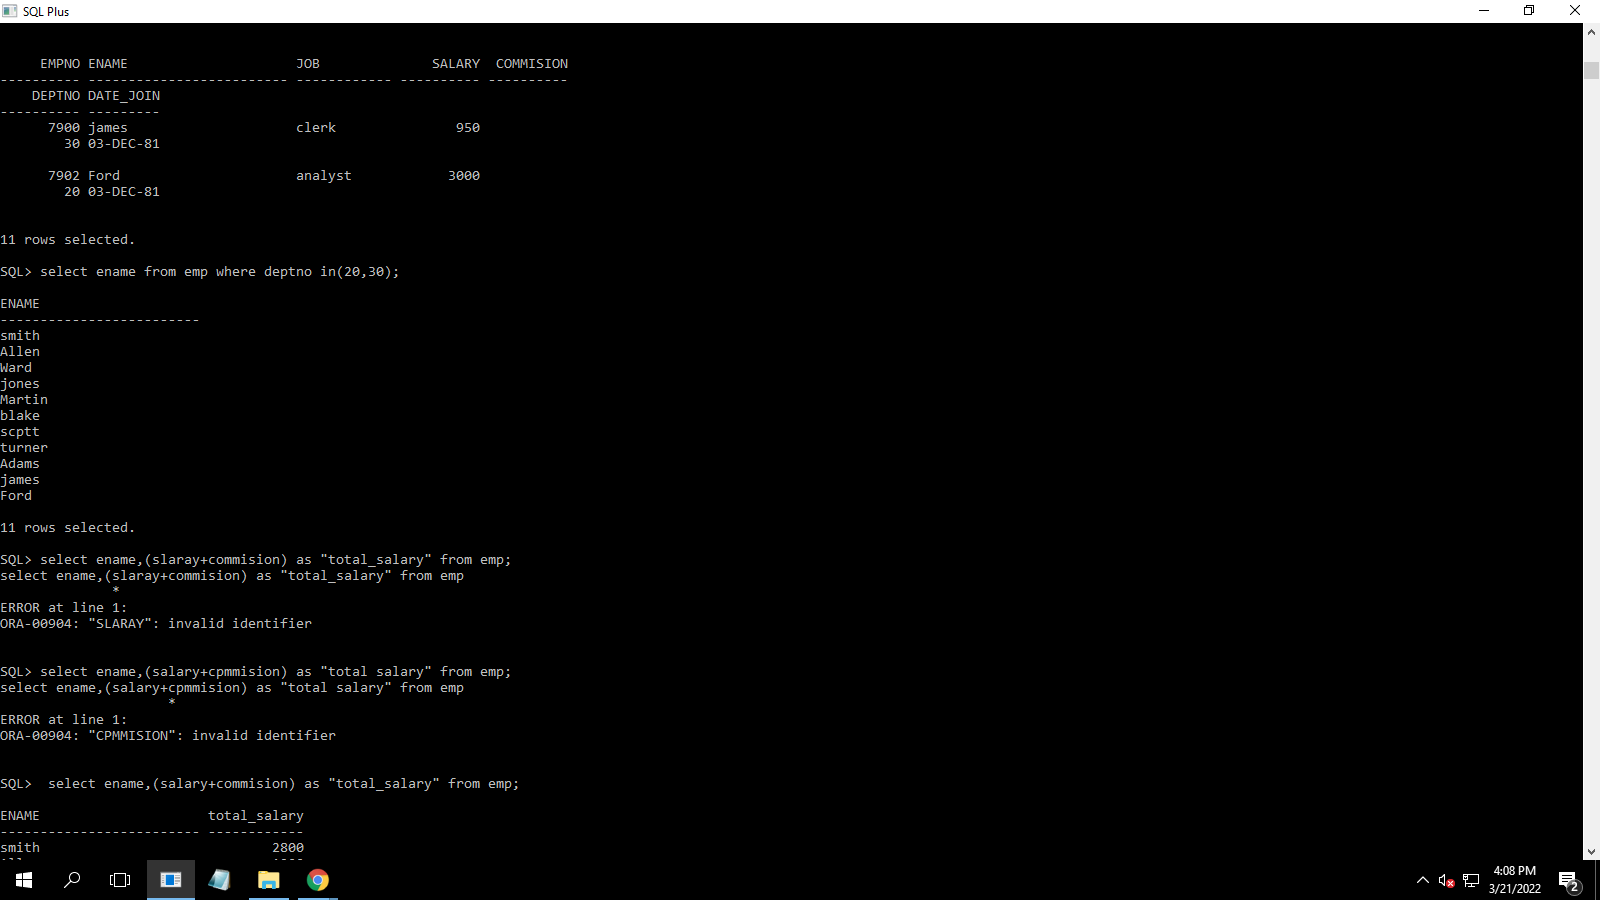 SQL Plus
EMPNO ENAME JOB SALARY COMMISION
---------- ------------------------- ------------ ---------- ----------
DEPTNO DATE_JOIN
---------- ---------
7900 james clerk 950
30 03-DEC-81
7902 Ford analyst 3000
20 03-DEC-81
11 rows selected.
SQL> select ename from emp where deptno in(20,30);
ENAME
-------------------------
smith
Allen
Ward
jones
Martin
blake
scptt
turner
Adams
james
Ford
11 rows selected.
SQL> select ename,(slaray+commision) as "total_salary" from emp;
select ename,(slaray+commision) as "total_salary" from emp
*
ERROR at line 1:
ORA-00904: "SLARAY": invalid identifier
SQL> select ename,(salary+cpmmision) as "total salary" from emp;
select ename,(salary+cpmmision) as "total salary" from emp
*
ERROR at line 1:
ORA-00904: "CPMMISION": invalid identifier
SQL>  select ename,(salary+commision) as "total_salary" from emp;
ENAME total_salary
------------------------- ------------
smith 2800
4:08 PM
3/21/2022
2